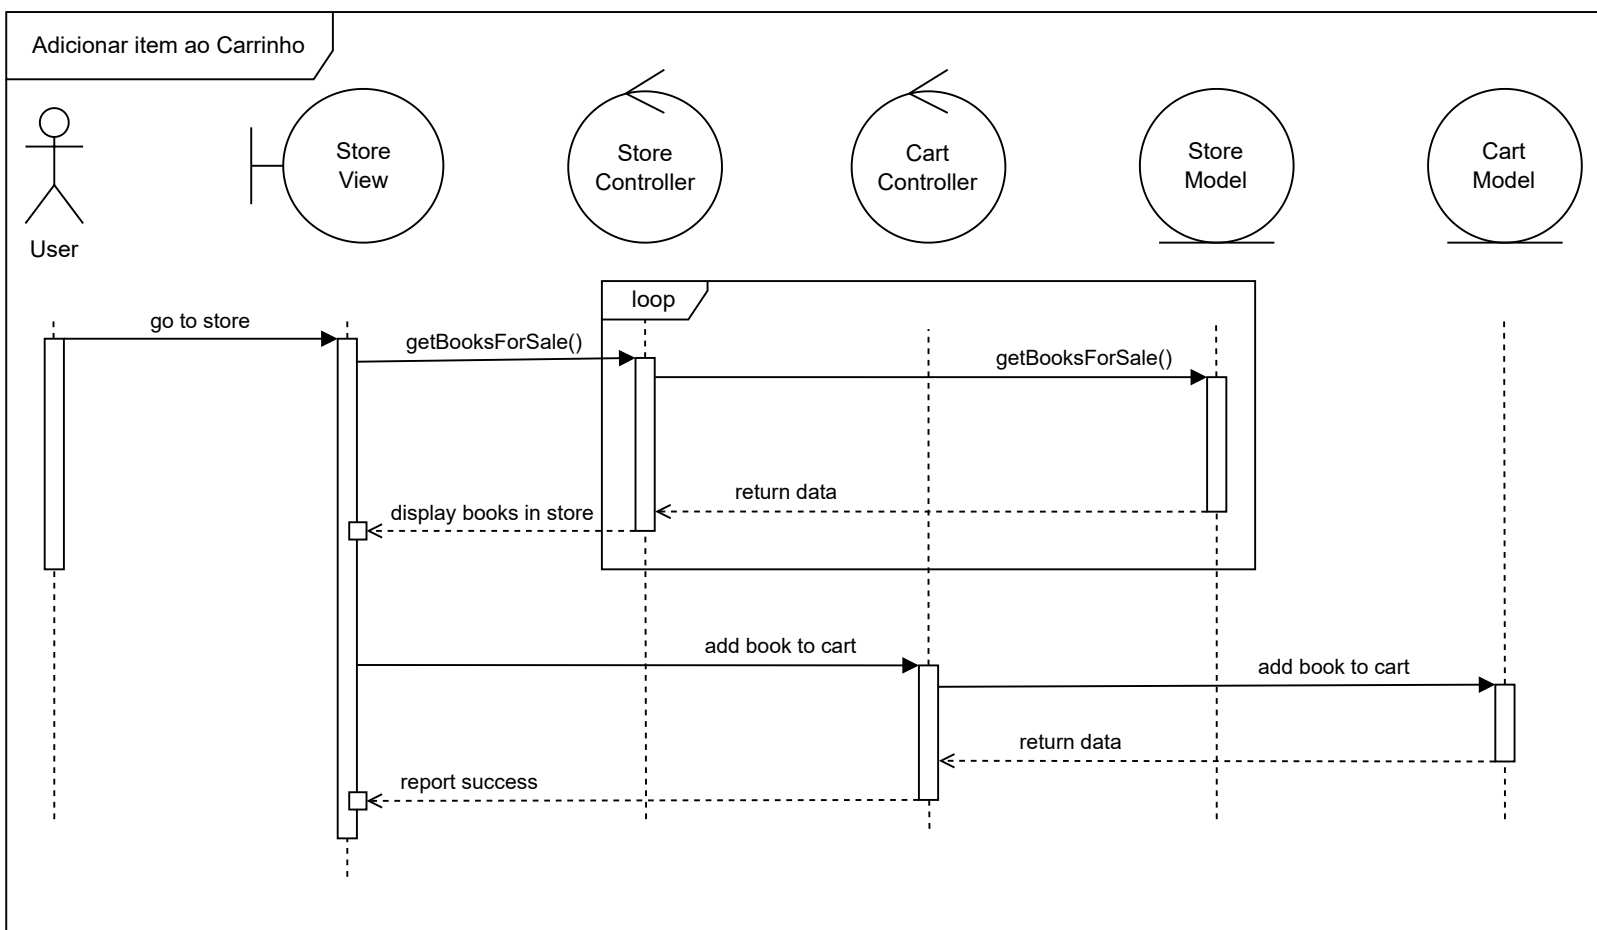 Adicionar item ao Carrinho
User
Store
View
Store
Controller
Cart
Controller
Store
Model
Cart
Model
loop
go to store
getBooksForSale()
getBooksForSale()
return data
display books in store
add book to cart
add book to cart
return data
report success